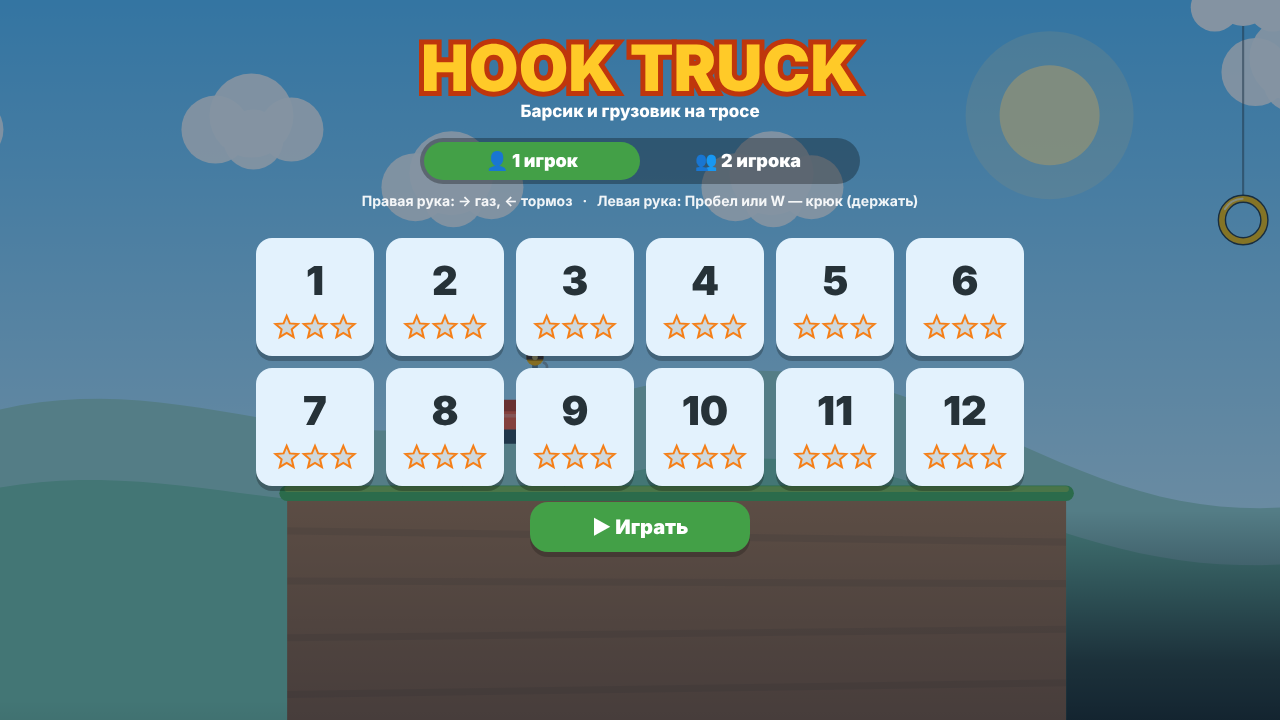 HOOK TRUCK
Барсик и грузовик на тросе
👤 1 игрок
👥 2 игрока
Правая рука: → газ, ← тормоз · Левая рука: Пробел или W — крюк (держать)
1 2 3 4 5 6
7 8 9 10 11 12
▶ Играть